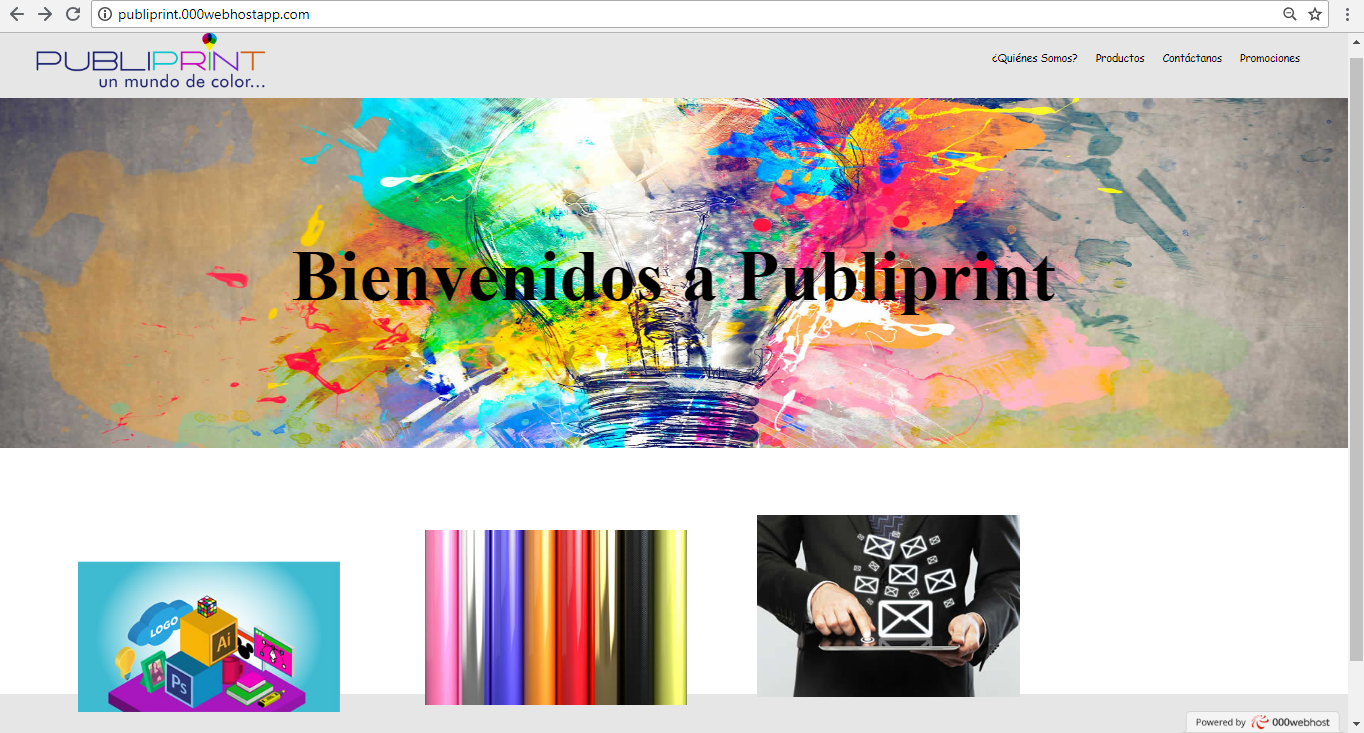 publiprint.000webhostapp.com
PUBLIPRINT
un mundo de color...
¿Quiénes Somos? Productos Contáctanos Promociones
Bienvenidos a Publiprint
LOGO
Ai
Ps
Powered by 000webhost